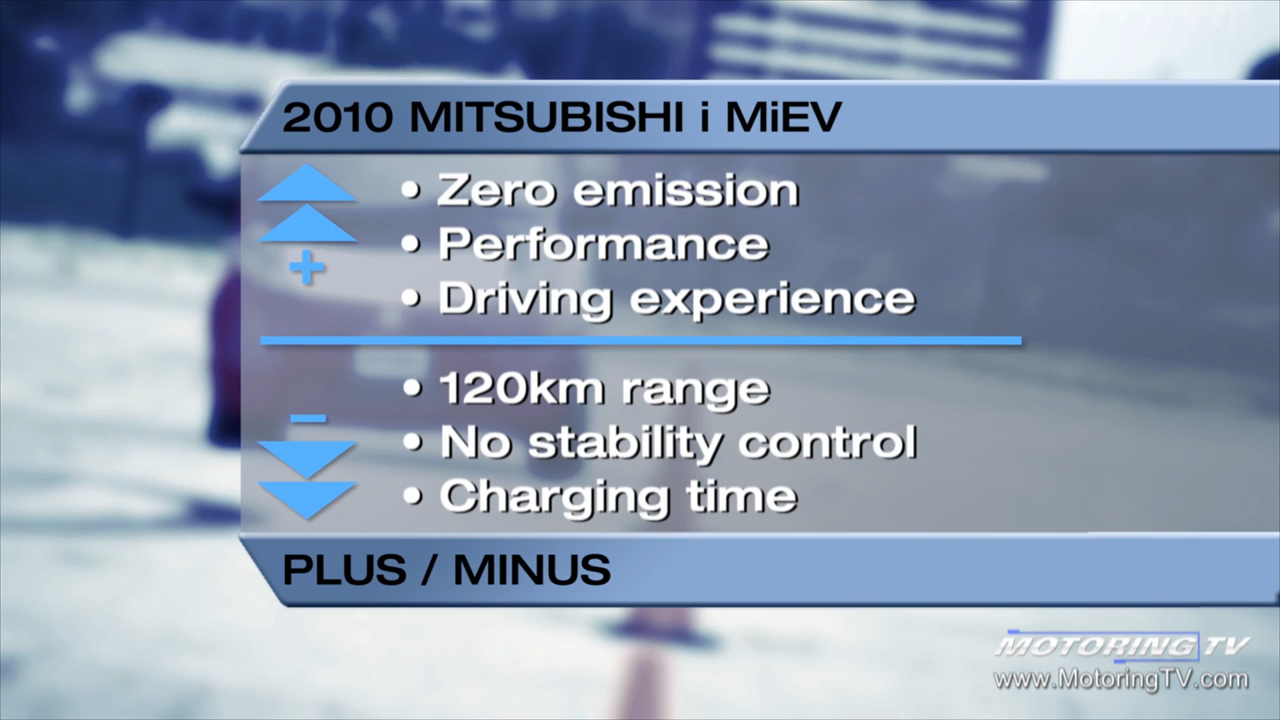 2010 MITSUBISHI i MiEV
• Zero emission
• Performance
+
• Driving experience
• 120km range
-
• No stability control
• Charging time
PLUS / MINUS
MOTORING TV
www.MotoringTV.com